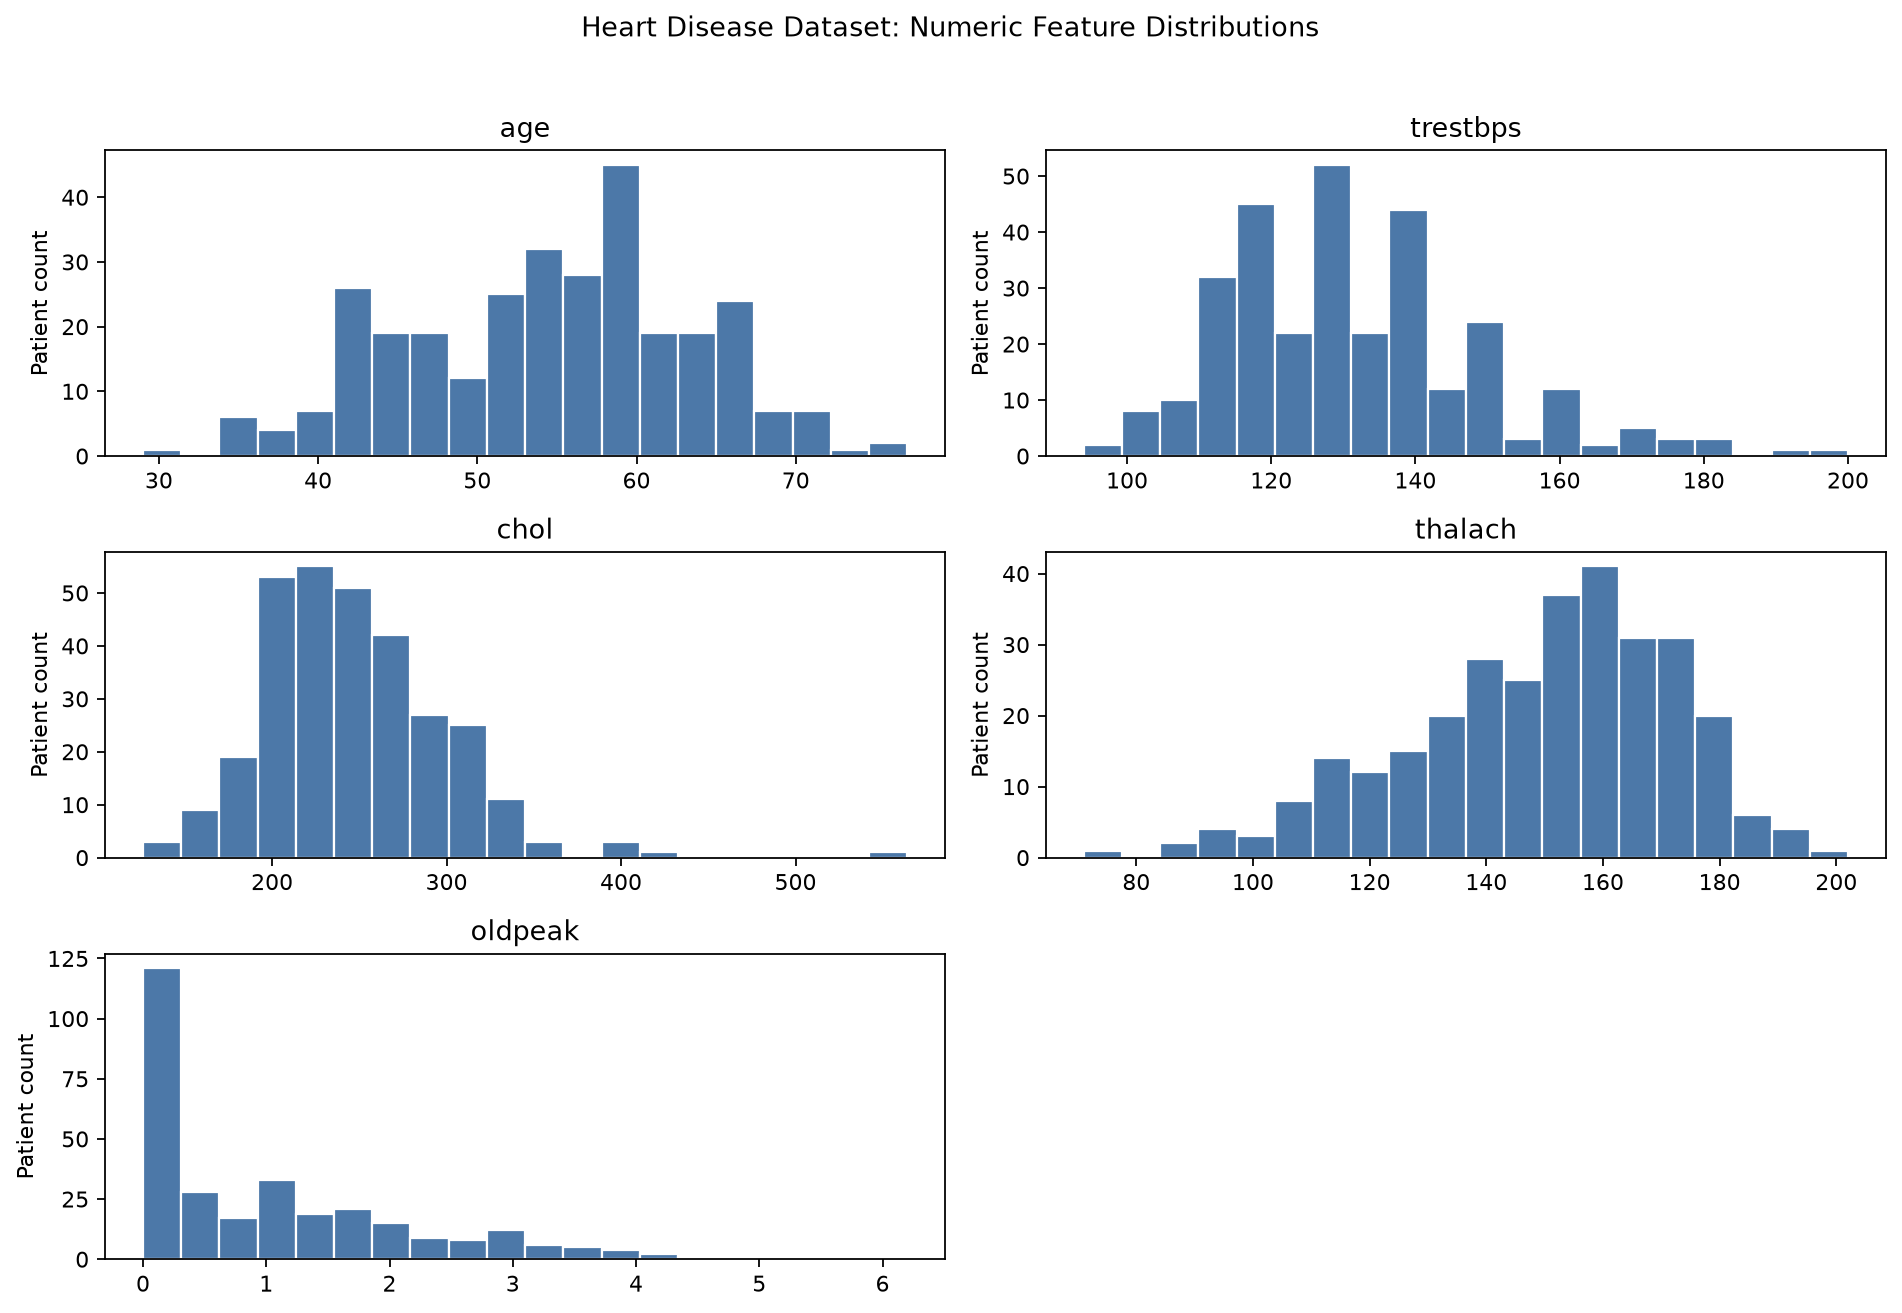 Heart Disease Dataset: Numeric Feature Distributions
age
Patient count
40
30
20
10
0
30 40 50 60 70
trestbps
Patient count
50
40
30
20
10
0
100 120 140 160 180 200
chol
Patient count
50
40
30
20
10
0
200 300 400 500
thalach
Patient count
40
30
20
10
0
80 100 120 140 160 180 200
oldpeak
Patient count
125
100
75
50
25
0
0 1 2 3 4 5 6